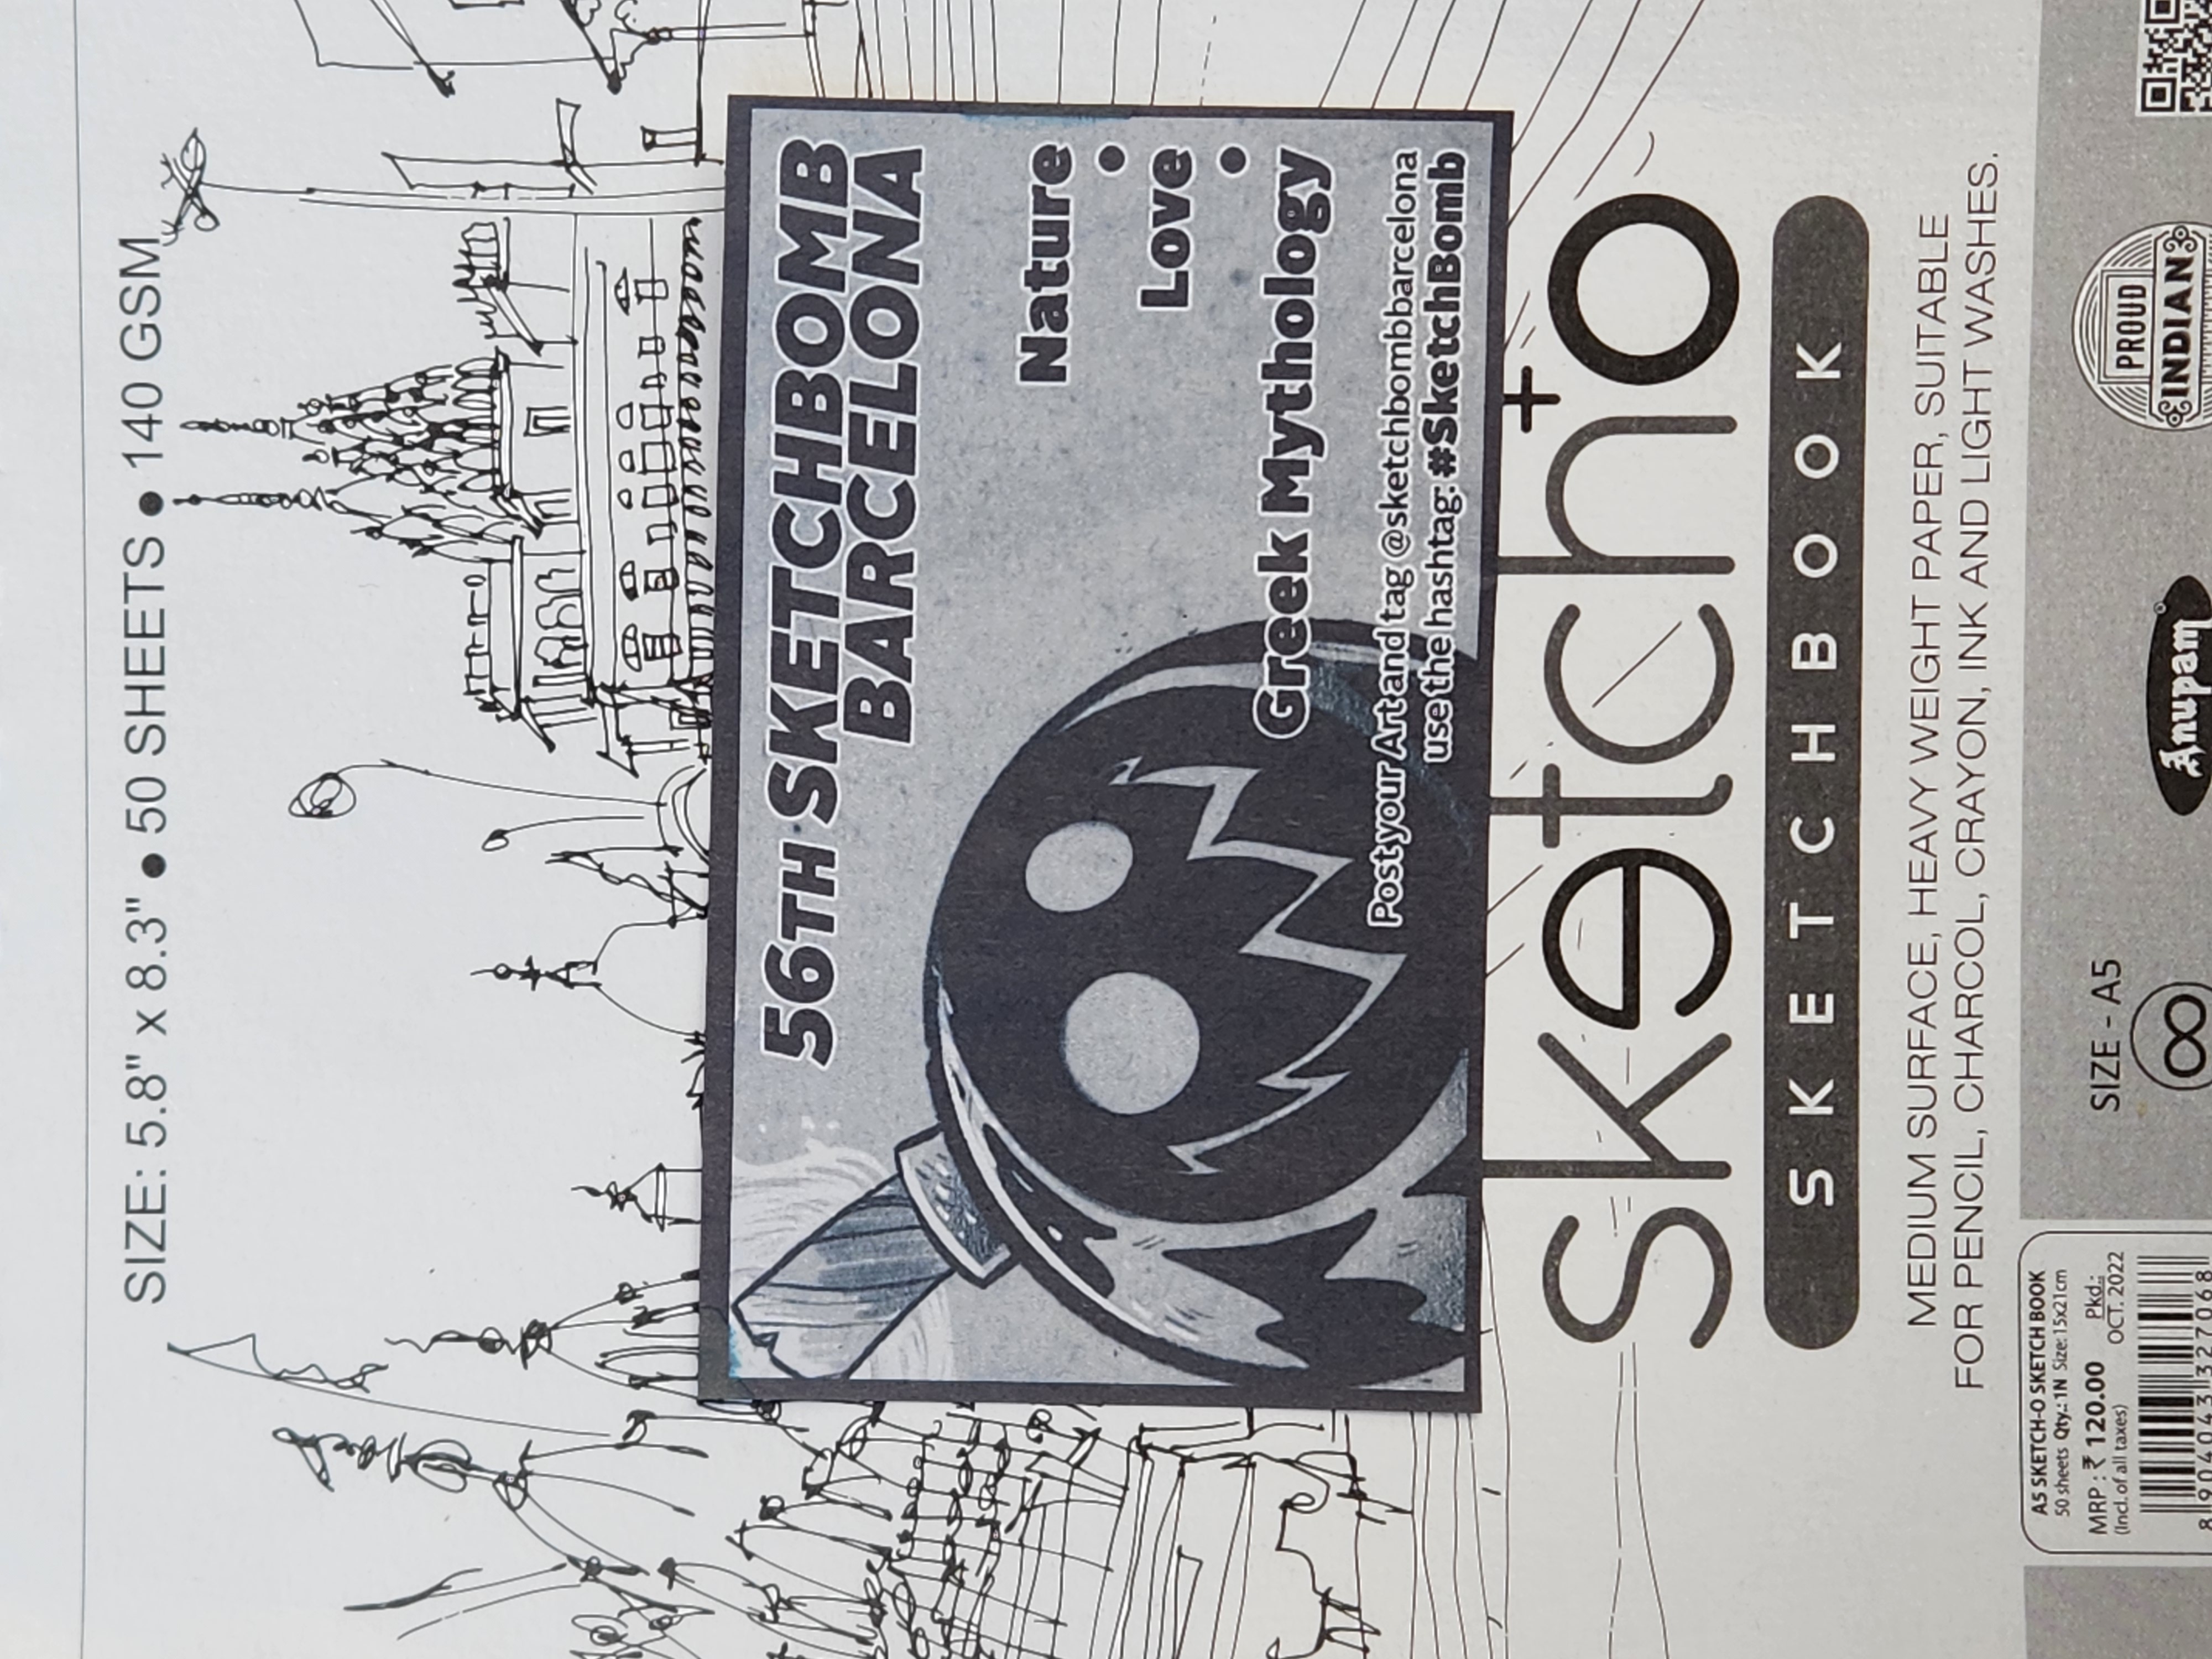 SIZE: 5.8" x 8.3" ● 50 SHEETS ● 140 GSM
56TH SKETCHBOMB
BARCELONA
Nature
•
Love
•
Greek Mythology
Post your Art and tag @sketchbombbarcelona
use the hashtag: #SketchBomb
sketcho
SKETCHBOOK
MEDIUM SURFACE, HEAVY WEIGHT PAPER, SUITABLE
FOR PENCIL, CHARCOL, CRAYON, INK AND LIGHT WASHES.
A5 SKETCH-O SKETCH BOOK
50 sheets Qty.: 1N Size: 15x21cm
MRP : ₹ 120.00 Pkd.:
(Incl. of all taxes) OCT. 2022
8 904043 327068
SIZE - A5
Anupam
PROUD
INDIAN